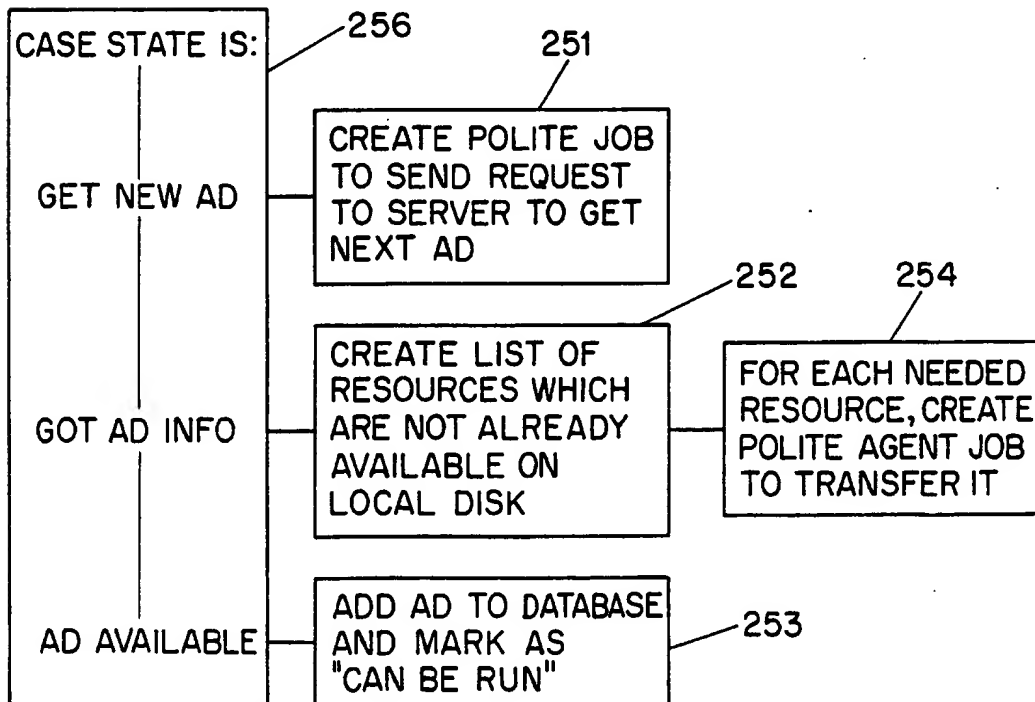 CASE STATE IS:
256
251
GET NEW AD
CREATE POLITE JOB
TO SEND REQUEST
TO SERVER TO GET
NEXT AD
252
254
GOT AD INFO
CREATE LIST OF
RESOURCES WHICH
ARE NOT ALREADY
AVAILABLE ON
LOCAL DISK
FOR EACH NEEDED
RESOURCE, CREATE
POLITE AGENT JOB
TO TRANSFER IT
AD AVAILABLE
ADD AD TO DATABASE
AND MARK AS
"CAN BE RUN"
253